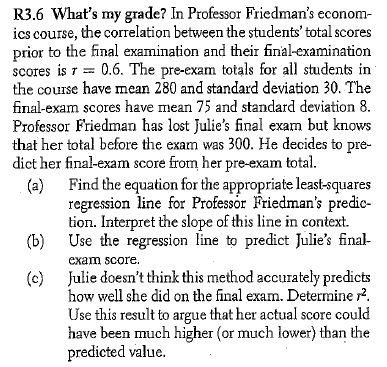 R3.6 What's my grade? In Professor Friedman's econom-
ics course, the correlation between the students' total scores
prior to the final examination and their final-examination
scores is r = 0.6. The pre-exam totals for all students in
the course have mean 280 and standard deviation 30. The
final-exam scores have mean 75 and standard deviation 8.
Professor Friedman has lost Julie's final exam but knows
that her total before the exam was 300. He decides to pre-
dict her final-exam score from her pre-exam total.
(a) Find the equation for the appropriate least-squares
regression line for Professor Friedman's predic-
tion. Interpret the slope of this line in context.
(b) Use the regression line to predict Julie's final-
exam score.
(c) Julie doesn't think this method accurately predicts
how well she did on the final exam. Determine r².
Use this result to argue that her actual score could
have been much higher (or much lower) than the
predicted value.